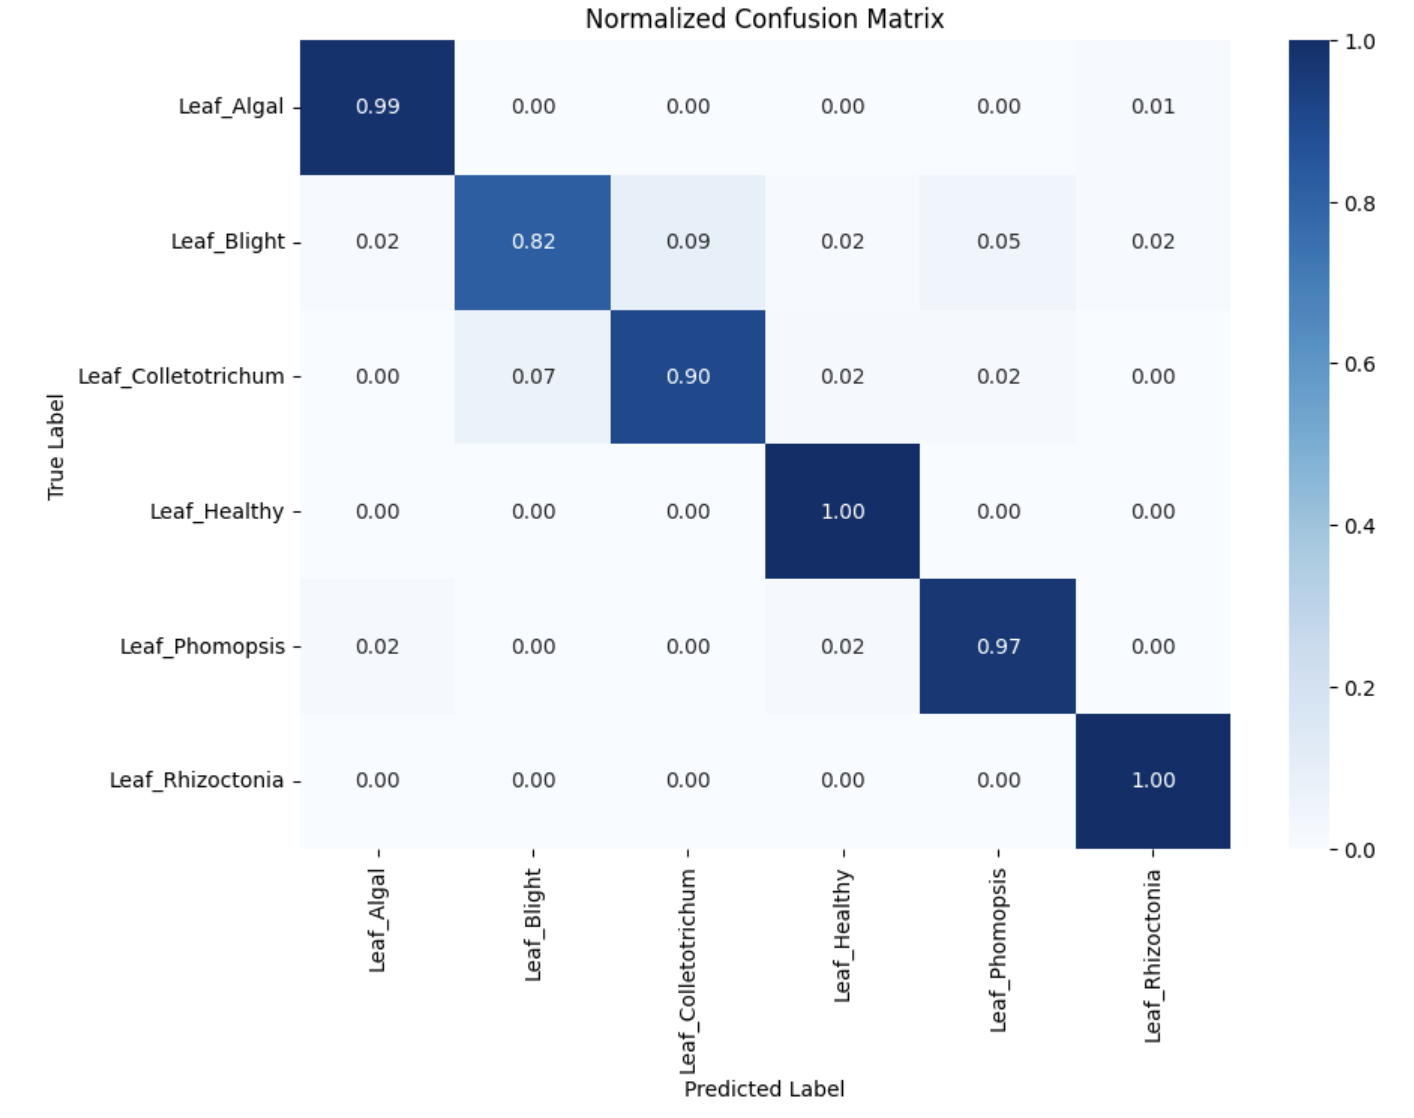 Normalized Confusion Matrix
Leaf_Algal 0.99 0.00 0.00 0.00 0.00 0.01
Leaf_Blight 0.02 0.82 0.09 0.02 0.05 0.02
Leaf_Colletotrichum 0.00 0.07 0.90 0.02 0.02 0.00
Leaf_Healthy 0.00 0.00 0.00 1.00 0.00 0.00
Leaf_Phomopsis 0.02 0.00 0.00 0.02 0.97 0.00
Leaf_Rhizoctonia 0.00 0.00 0.00 0.00 0.00 1.00
True Label
Leaf_Algal
Leaf_Blight
Leaf_Colletotrichum
Leaf_Healthy
Leaf_Phomopsis
Leaf_Rhizoctonia
Predicted Label
1.0
0.8
0.6
0.4
0.2
0.0